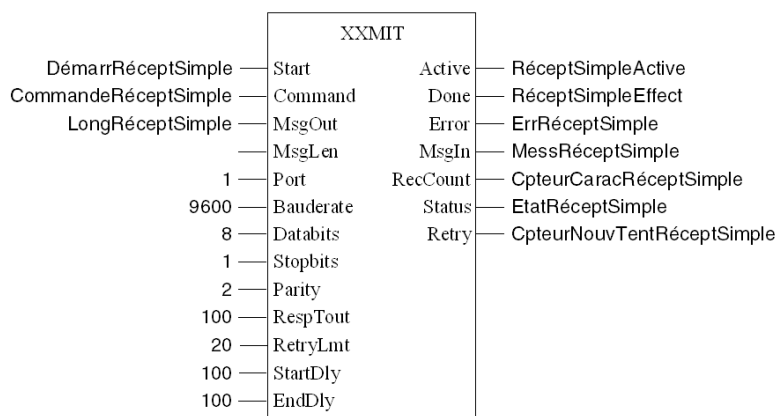 XXMIT
DémarrRéceptSimple Start Active RéceptSimpleActive
CommandeRéceptSimple Command Done RéceptSimpleEffect
LongRéceptSimple MsgOut Error ErrRéceptSimple
MsgLen MsgIn MessRéceptSimple
1 Port RecCount CpteurCaracRéceptSimple
9600 Bauderate Status EtatRéceptSimple
8 Databits Retry CpteurNouvTentRéceptSimple
1 Stopbits
2 Parity
100 RespTout
20 RetryLmt
100 StartDly
100 EndDly